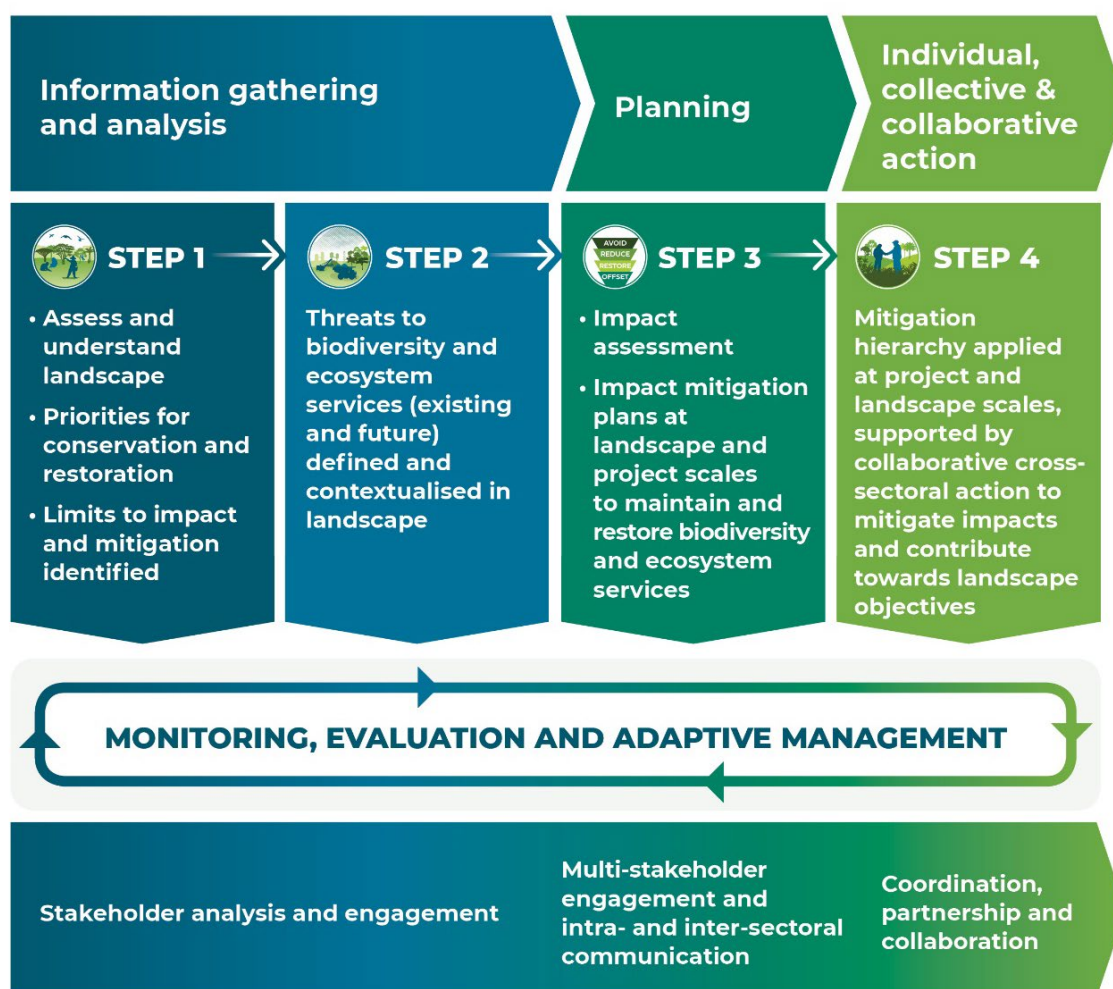 Information gathering
and analysis
Planning
Individual,
collective &
collaborative
action
STEP 1
• Assess and
understand
landscape
• Priorities for
conservation and
restoration
• Limits to impact
and mitigation
identified
STEP 2
Threats to
biodiversity and
ecosystem
services (existing
and future)
defined and
contextualised in
landscape
AVOID
REDUCE
RESTORE
OFFSET
STEP 3
• Impact
assessment
• Impact mitigation
plans at
landscape and
project scales
to maintain and
restore biodiversity
and ecosystem
services
STEP 4
Mitigation
hierarchy applied
at project and
landscape scales,
supported by
collaborative cross-
sectoral action to
mitigate impacts
and contribute
towards landscape
objectives
MONITORING, EVALUATION AND ADAPTIVE MANAGEMENT
Stakeholder analysis and engagement
Multi-stakeholder
engagement and
intra- and inter-sectoral
communication
Coordination,
partnership and
collaboration